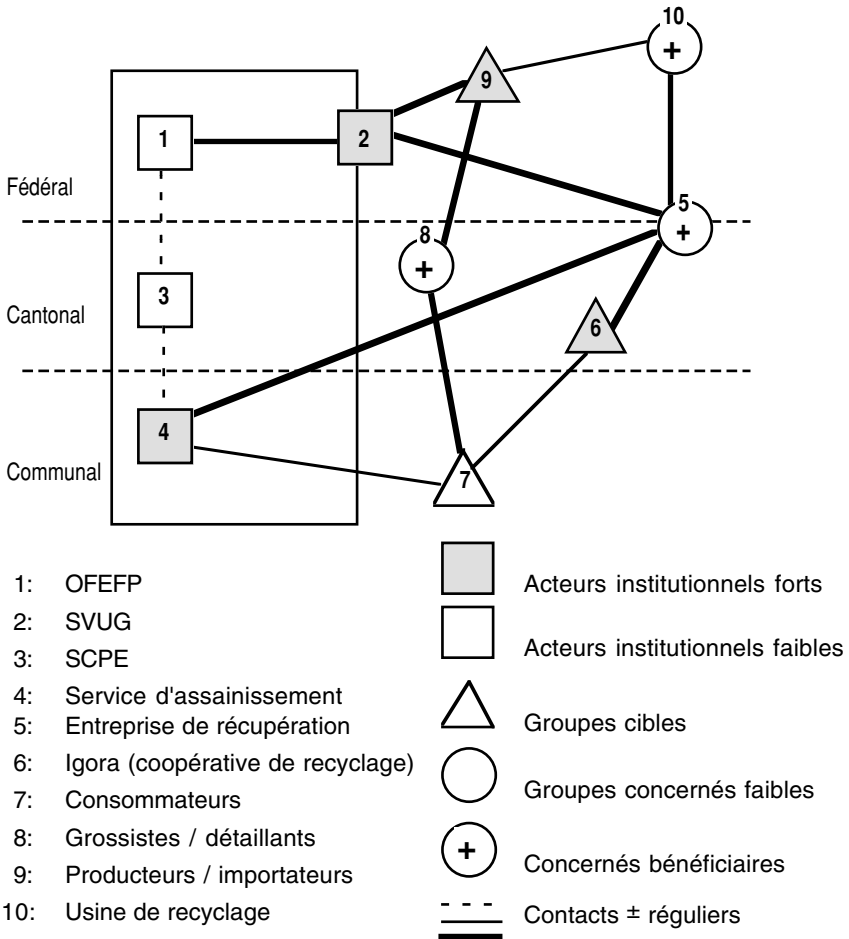 10
9
+
1
2
Fédéral
5
8
+
+
3
Cantonal
6
4
Communal
7
1: OFEFP
2: SVUG
3: SCPE
4: Service d'assainissement
5: Entreprise de récupération
6: Igora (coopérative de recyclage)
7: Consommateurs
8: Grossistes / détaillants
9: Producteurs / importateurs
10: Usine de recyclage
Acteurs institutionnels forts
Acteurs institutionnels faibles
Groupes cibles
Groupes concernés faibles
+
Concernés bénéficiaires
Contacts ± réguliers